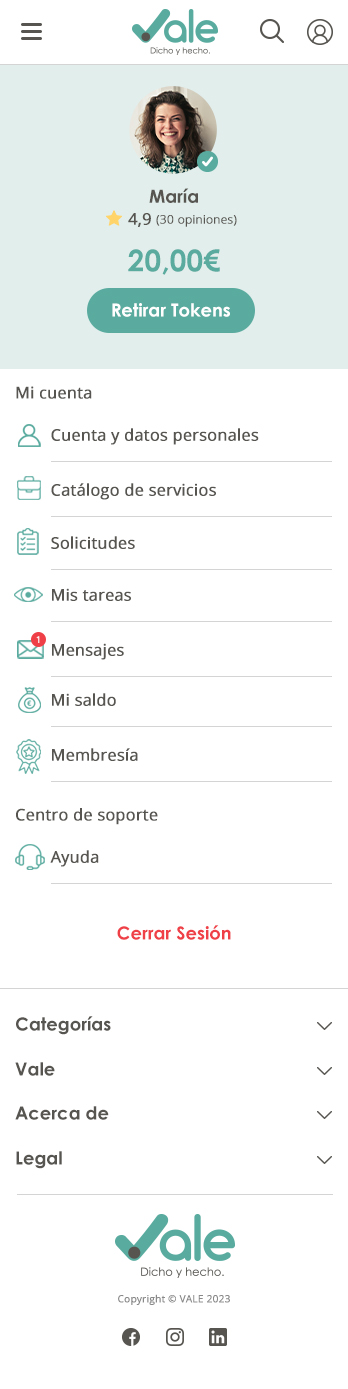 Vale
Dicho y hecho.
María
4,9 (30 opiniones)
20,00€
Retirar Tokens
Mi cuenta
Cuenta y datos personales
Catálogo de servicios
Solicitudes
Mis tareas
1
Mensajes
€
Mi saldo
Membresía
Centro de soporte
Ayuda
Cerrar Sesión
Categorías
Vale
Acerca de
Legal
Vale
Dicho y hecho.
Copyright © VALE 2023